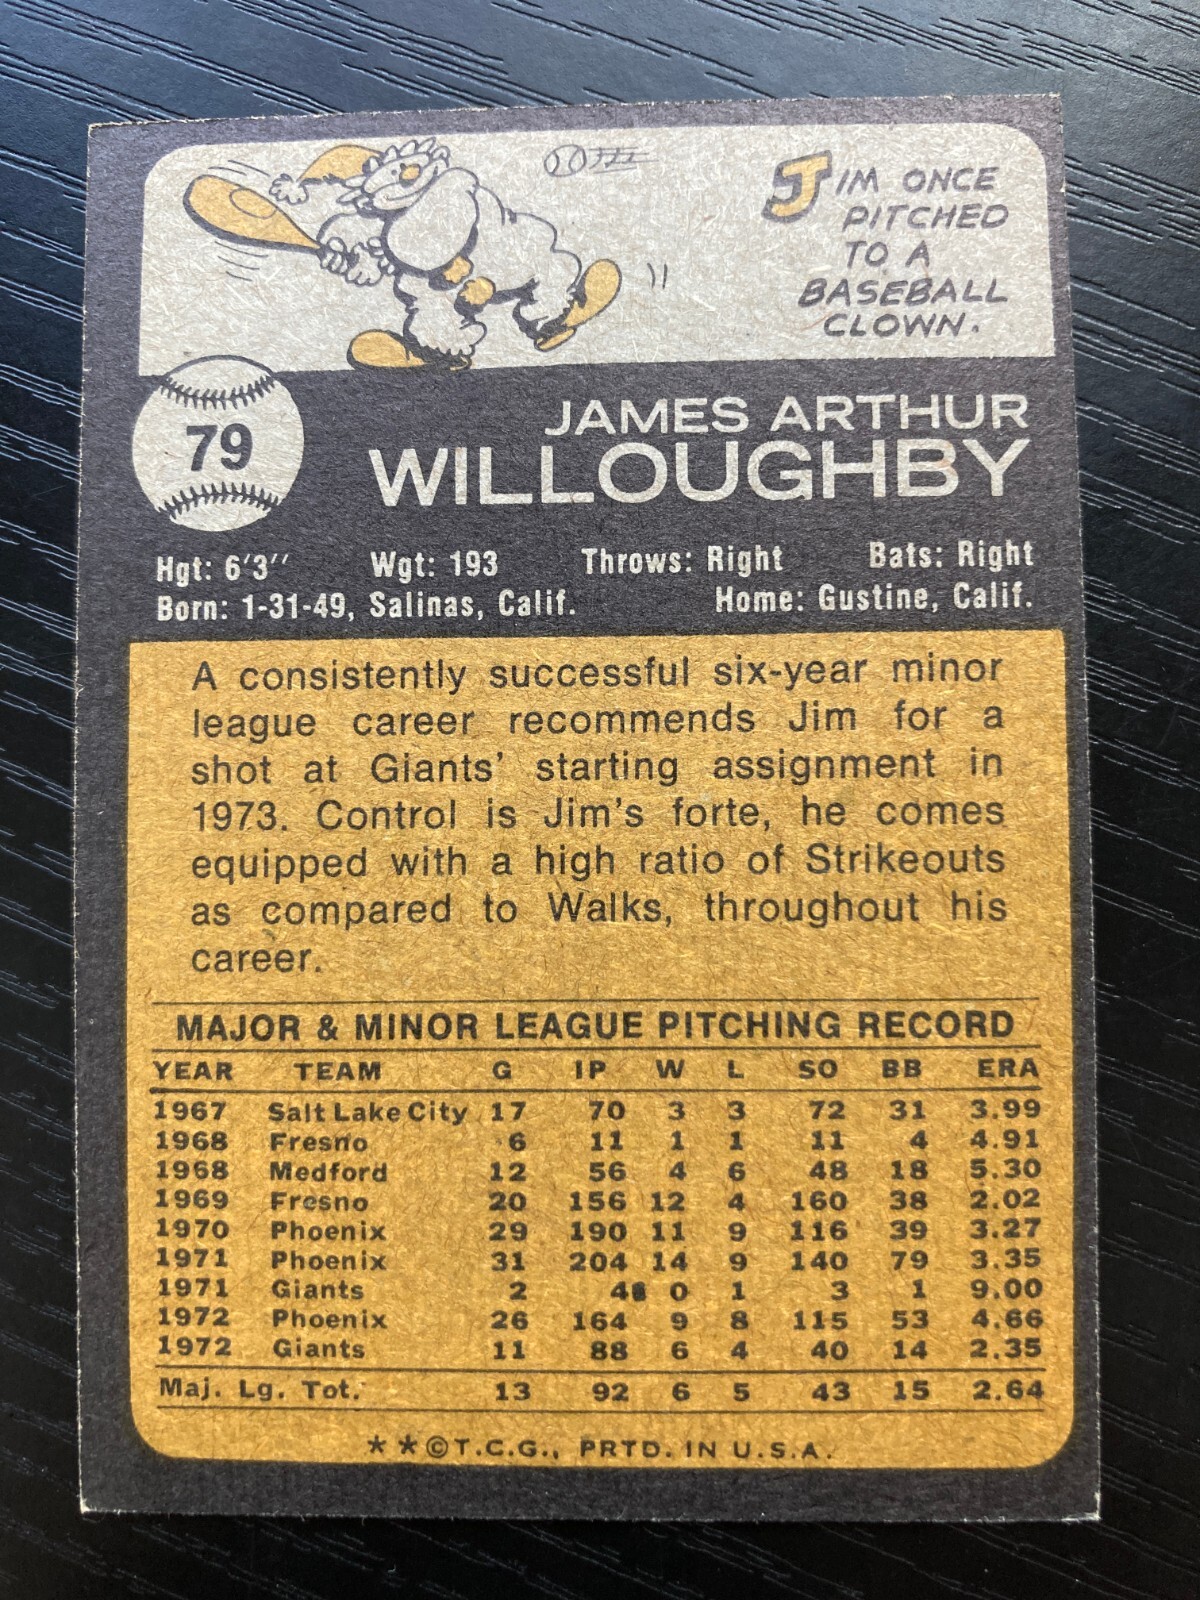 JIM ONCE
PITCHED
TO A
BASEBALL
CLOWN.
79
JAMES ARTHUR
WILLOUGHBY
Hgt: 6'3'' Wgt: 193 Throws: Right Bats: Right
Born: 1-31-49, Salinas, Calif. Home: Gustine, Calif.
A consistently successful six-year minor
league career recommends Jim for a
shot at Giants' starting assignment in
1973. Control is Jim's forte, he comes
equipped with a high ratio of Strikeouts
as compared to Walks, throughout his
career.
MAJOR & MINOR LEAGUE PITCHING RECORD
YEAR TEAM G IP W L SO BB ERA
1967 Salt Lake City 17 70 3 3 72 31 3.99
1968 Fresno 6 11 1 1 11 4 4.91
1968 Medford 12 56 4 6 48 18 5.30
1969 Fresno 20 156 12 4 160 38 2.02
1970 Phoenix 29 190 11 9 116 39 3.27
1971 Phoenix 31 204 14 9 140 79 3.35
1971 Giants 2 4 0 1 3 1 9.00
1972 Phoenix 26 164 9 8 115 53 4.66
1972 Giants 11 88 6 4 40 14 2.35
Maj. Lg. Tot. 13 92 6 5 43 15 2.64
**©T.C.G., PRTD. IN U.S.A.